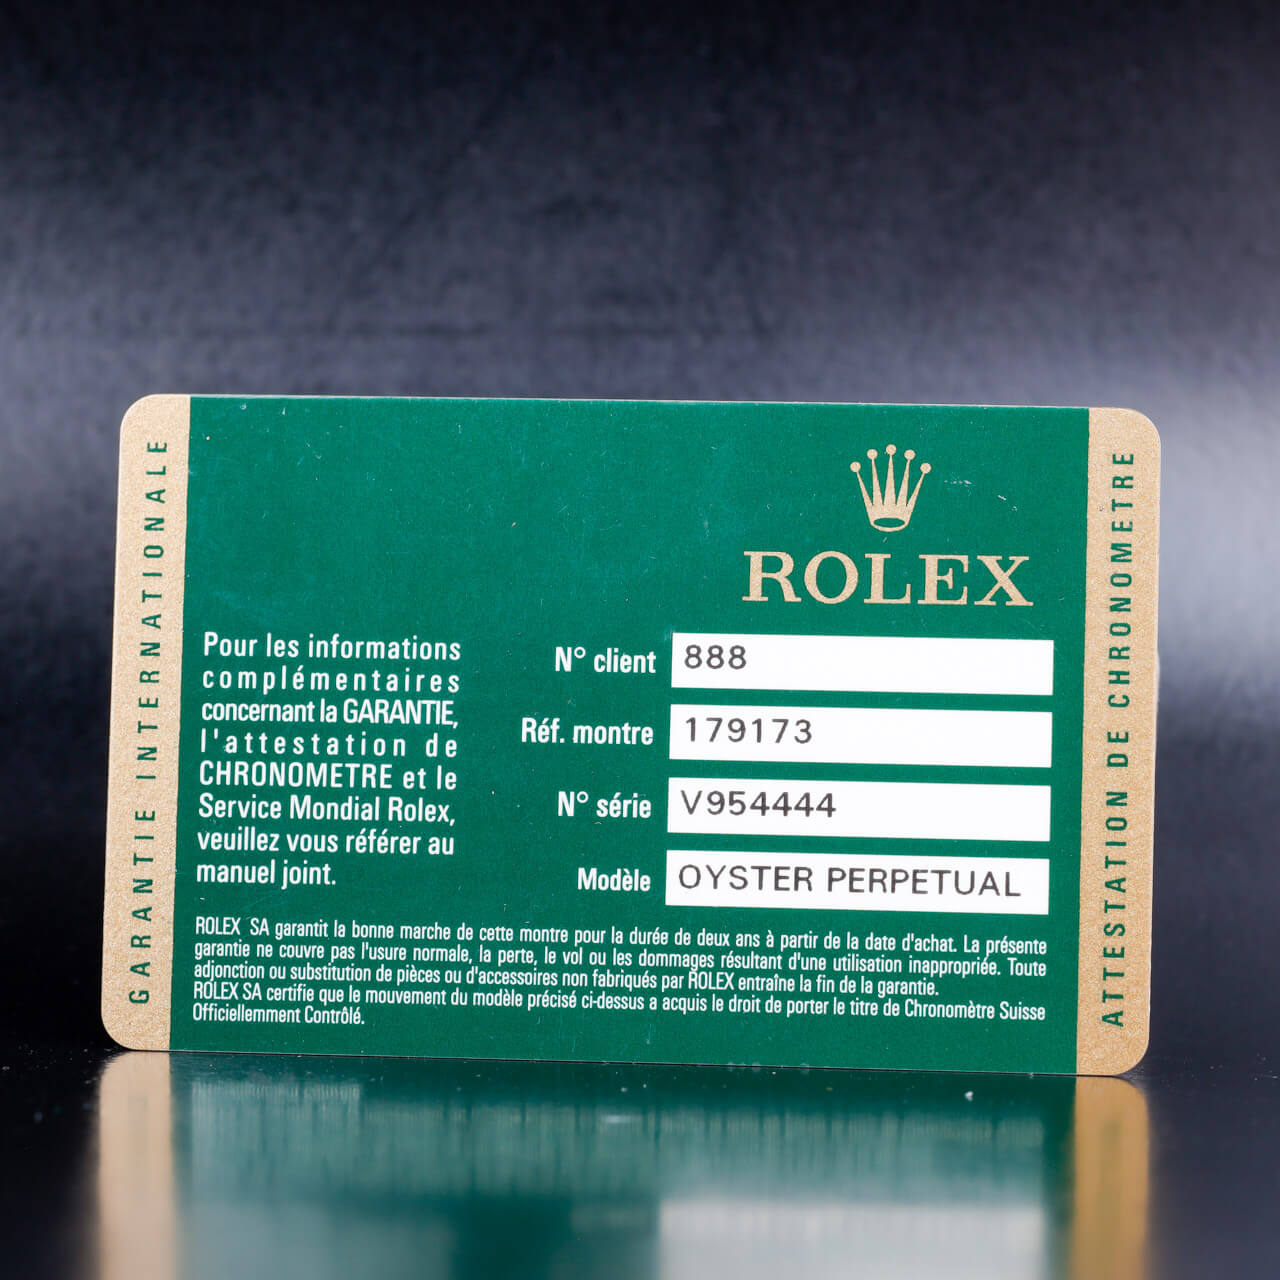 GARANTIE INTERNATIONALE
ROLEX
Pour les informations
complémentaires
concernant la GARANTIE,
l'attestation de
CHRONOMETRE et le
Service Mondial Rolex,
veuillez vous référer au
manuel joint.
N° client 888
Réf. montre 179173
N° série V954444
Modèle OYSTER PERPETUAL
ROLEX SA garantit la bonne marche de cette montre pour la durée de deux ans à partir de la date d'achat. La présente
garantie ne couvre pas l'usure normale, la perte, le vol ou les dommages résultant d'une utilisation inappropriée. Toute
adjonction ou substitution de pièces ou d'accessoires non fabriqués par ROLEX entraîne la fin de la garantie.
ROLEX SA certifie que le mouvement du modèle précisé ci-dessus a acquis le droit de porter le titre de Chronomètre Suisse
Officiellemment Contrôlé.
ATTESTATION DE CHRONOMETRE